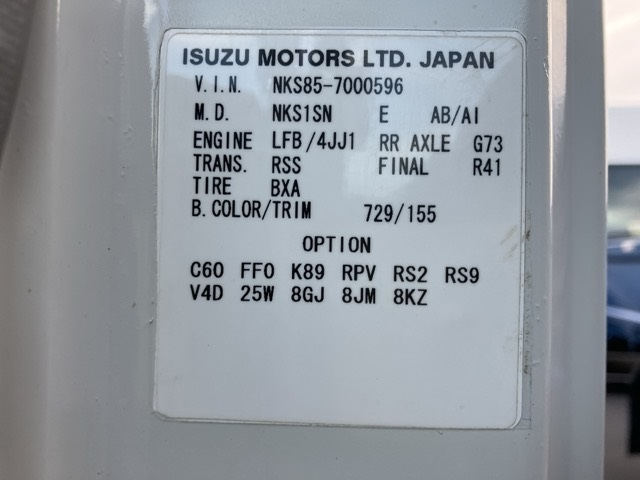 ISUZU MOTORS LTD. JAPAN
V.I.N. NKS85-7000596
M.D. NKS1SN E AB/AI
ENGINE LFB/4JJ1 RR AXLE G73
TRANS. RSS FINAL R41
TIRE BXA
B.COLOR/TRIM 729/155
OPTION
C60 FF0 K89 RPV RS2 RS9
V4D 25W 8GJ 8JM 8KZ